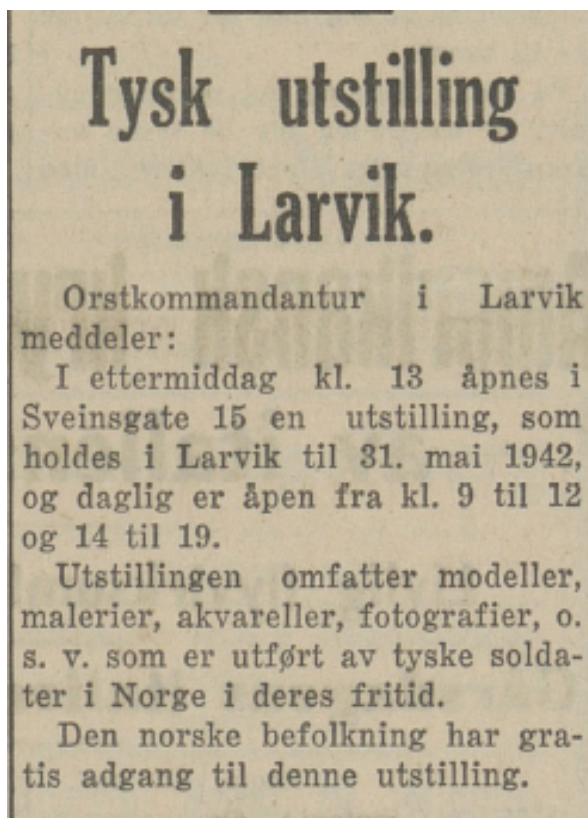 Tysk utstilling
i Larvik.
Orstkommandantur i Larvik
meddeler:
I ettermiddag kl. 13 åpnes i
Sveinsgate 15 en utstilling, som
holdes i Larvik til 31. mai 1942,
og daglig er åpen fra kl. 9 til 12
og 14 til 19.
Utstillingen omfatter modeller,
malerier, akvareller, fotografier, o.
s. v. som er utført av tyske solda-
ter i Norge i deres fritid.
Den norske befolkning har gra-
tis adgang til denne utstilling.